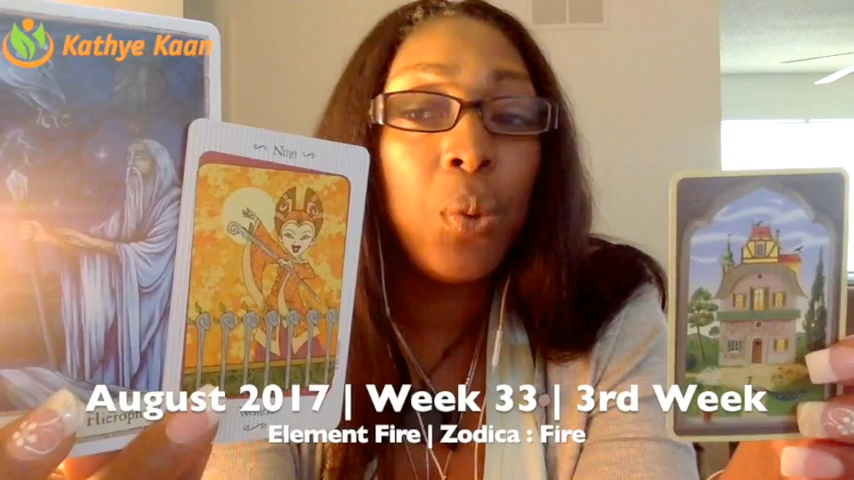 Kathye Kaan
Nine
Hieroph
August 2017 | Week 33 | 3rd Week
Element Fire | Zodica : Fire